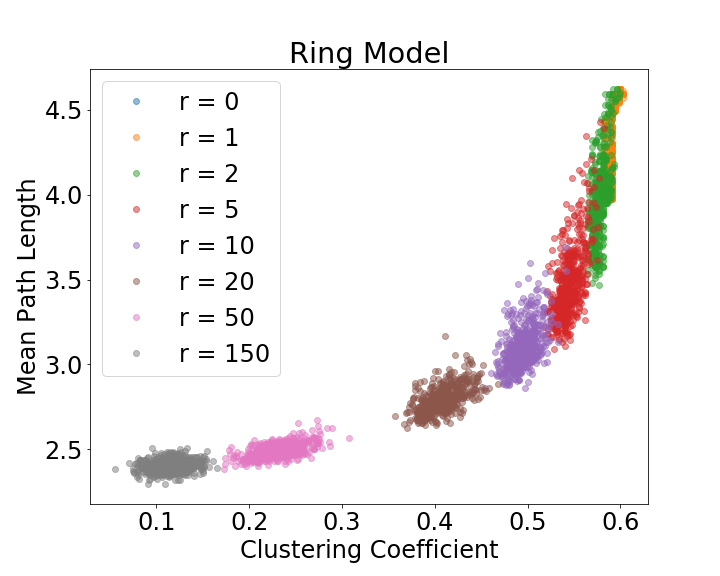 Ring Model
r = 0
r = 1
r = 2
r = 5
r = 10
r = 20
r = 50
r = 150
4.5
4.0
3.5
3.0
2.5
Mean Path Length
0.1 0.2 0.3 0.4 0.5 0.6
Clustering Coefficient